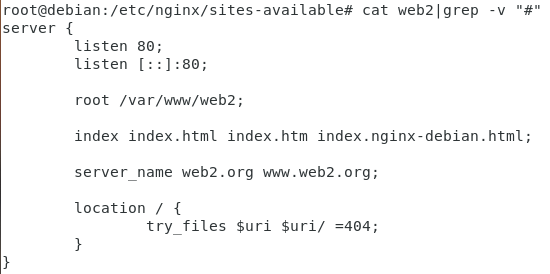 root@debian:/etc/nginx/sites-available# cat web2|grep -v "#"
server {
        listen 80;
        listen [::]:80;

        root /var/www/web2;

        index index.html index.htm index.nginx-debian.html;

        server_name web2.org www.web2.org;

        location / {
                try_files $uri $uri/ =404;
        }
}